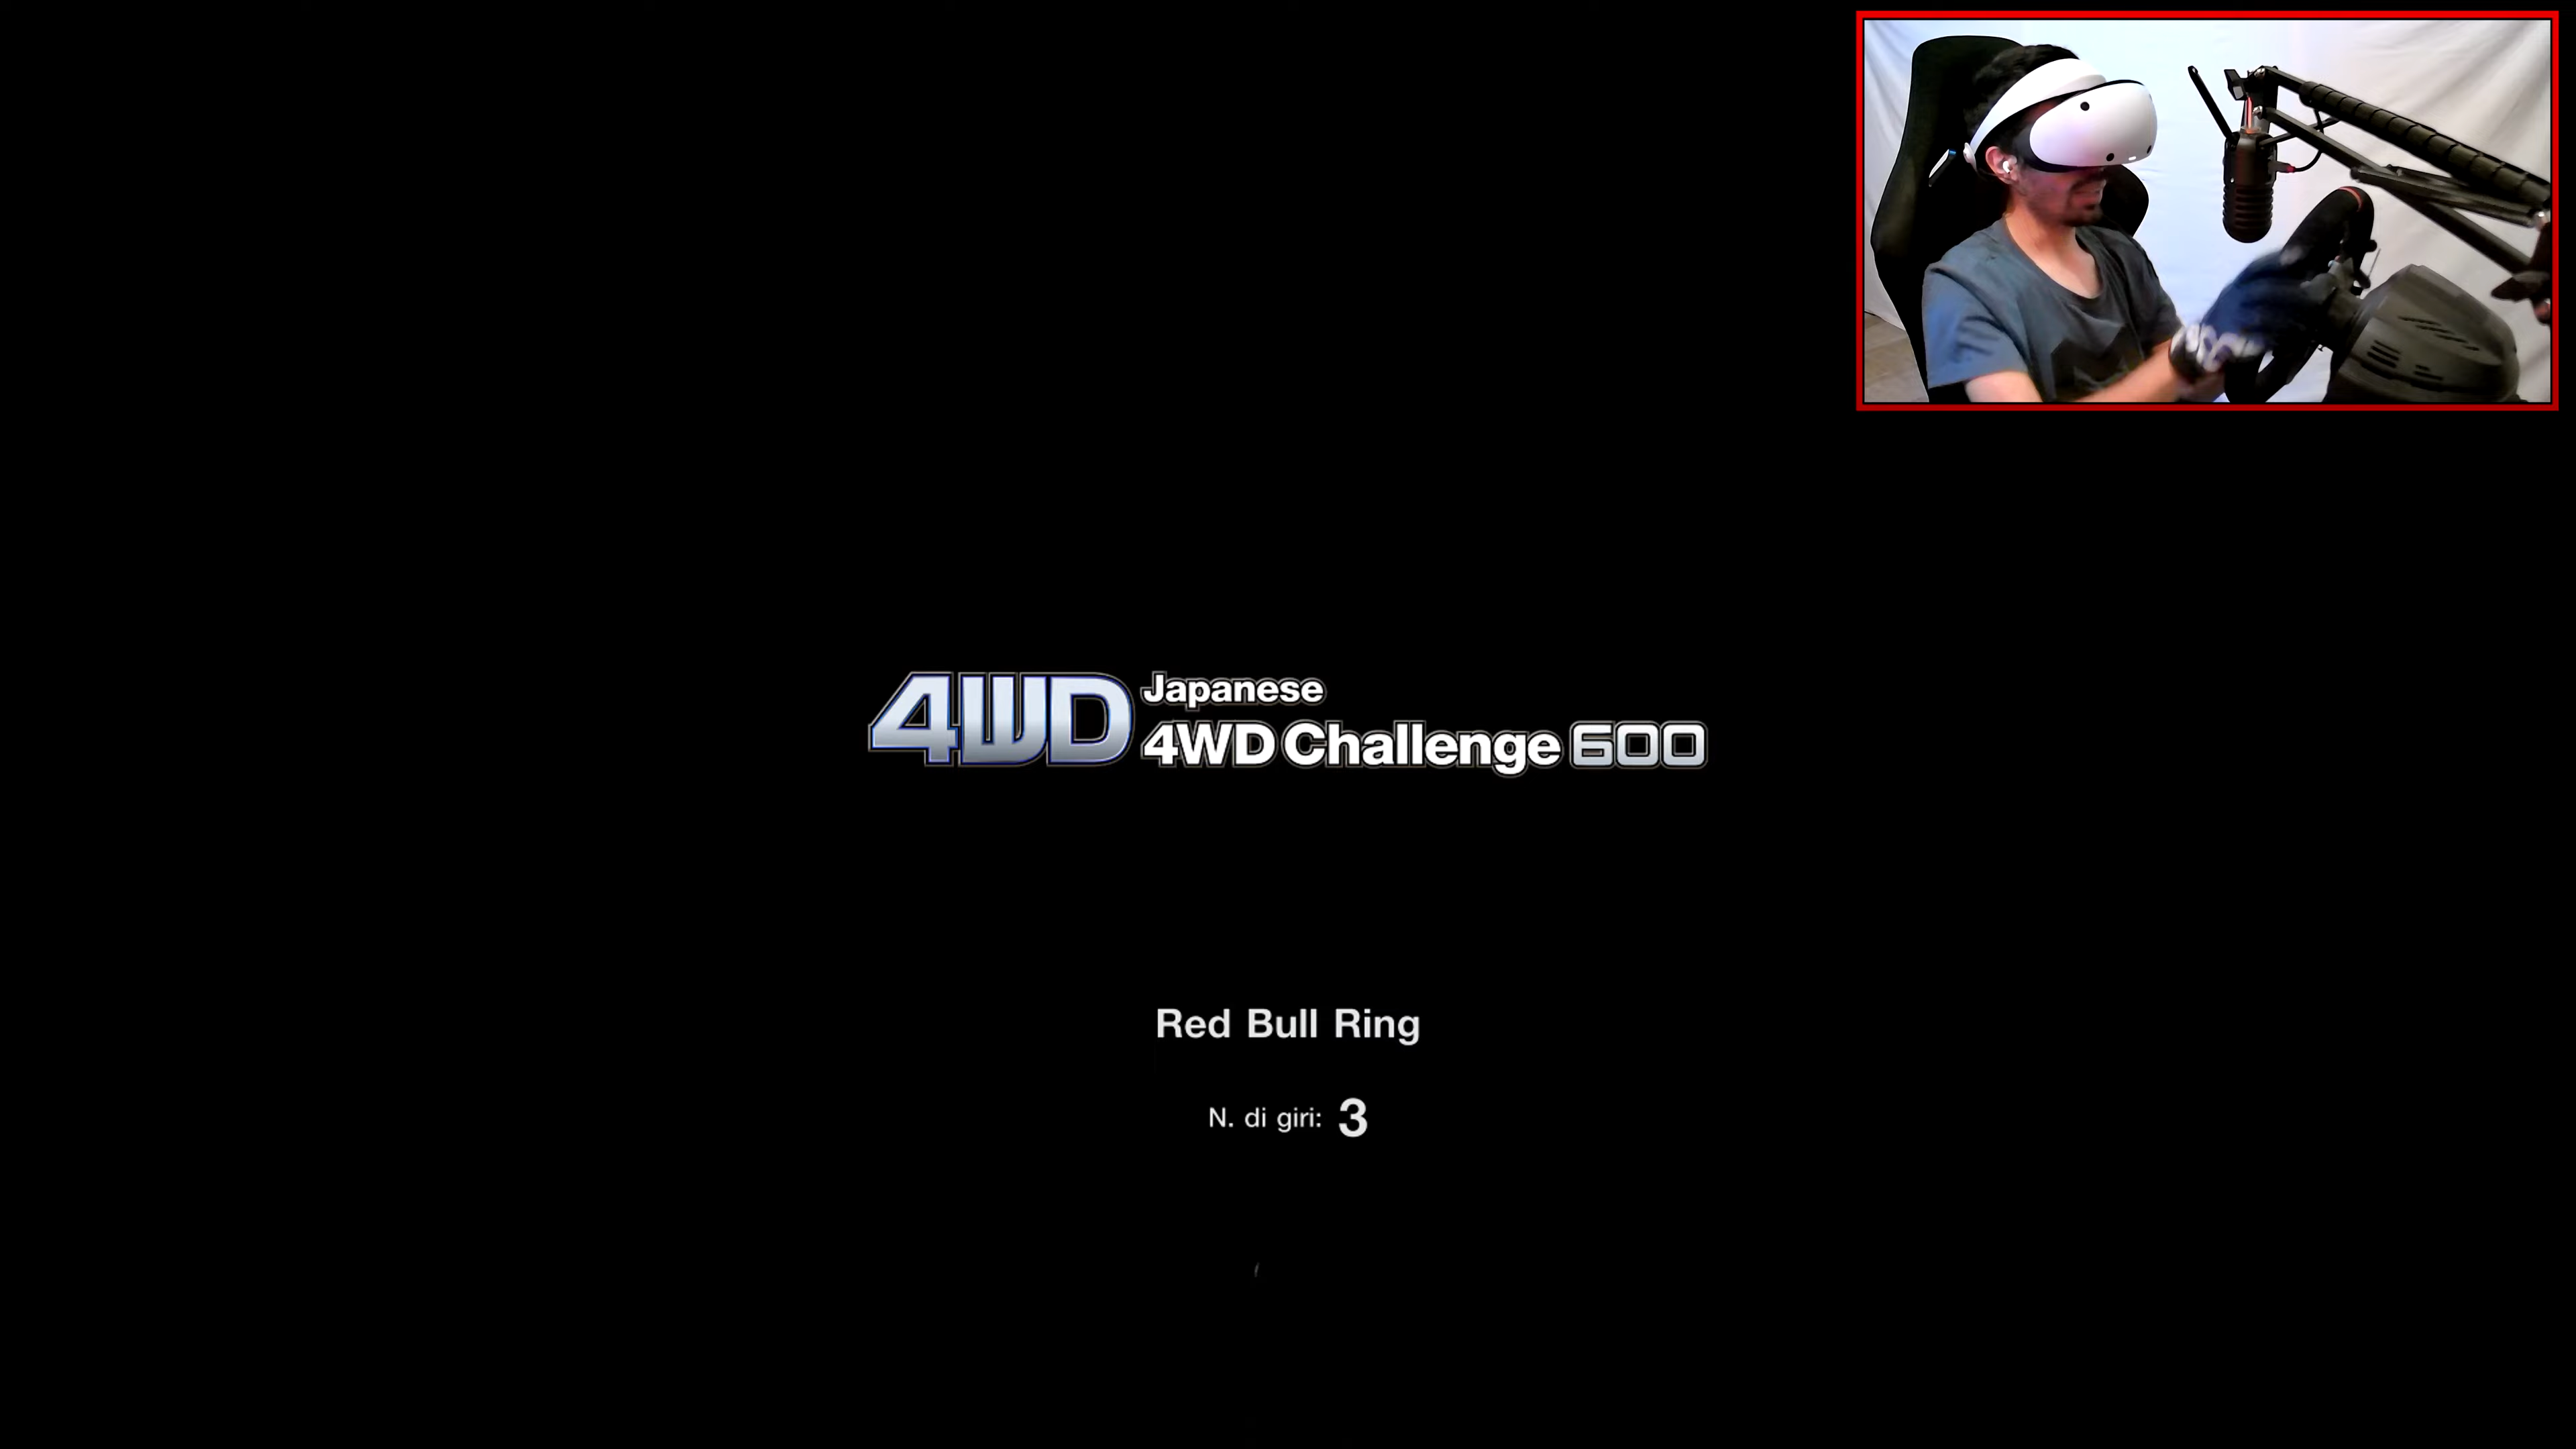 4WD
Japanese
4WD Challenge 600
Red Bull Ring
N. di giri: 3